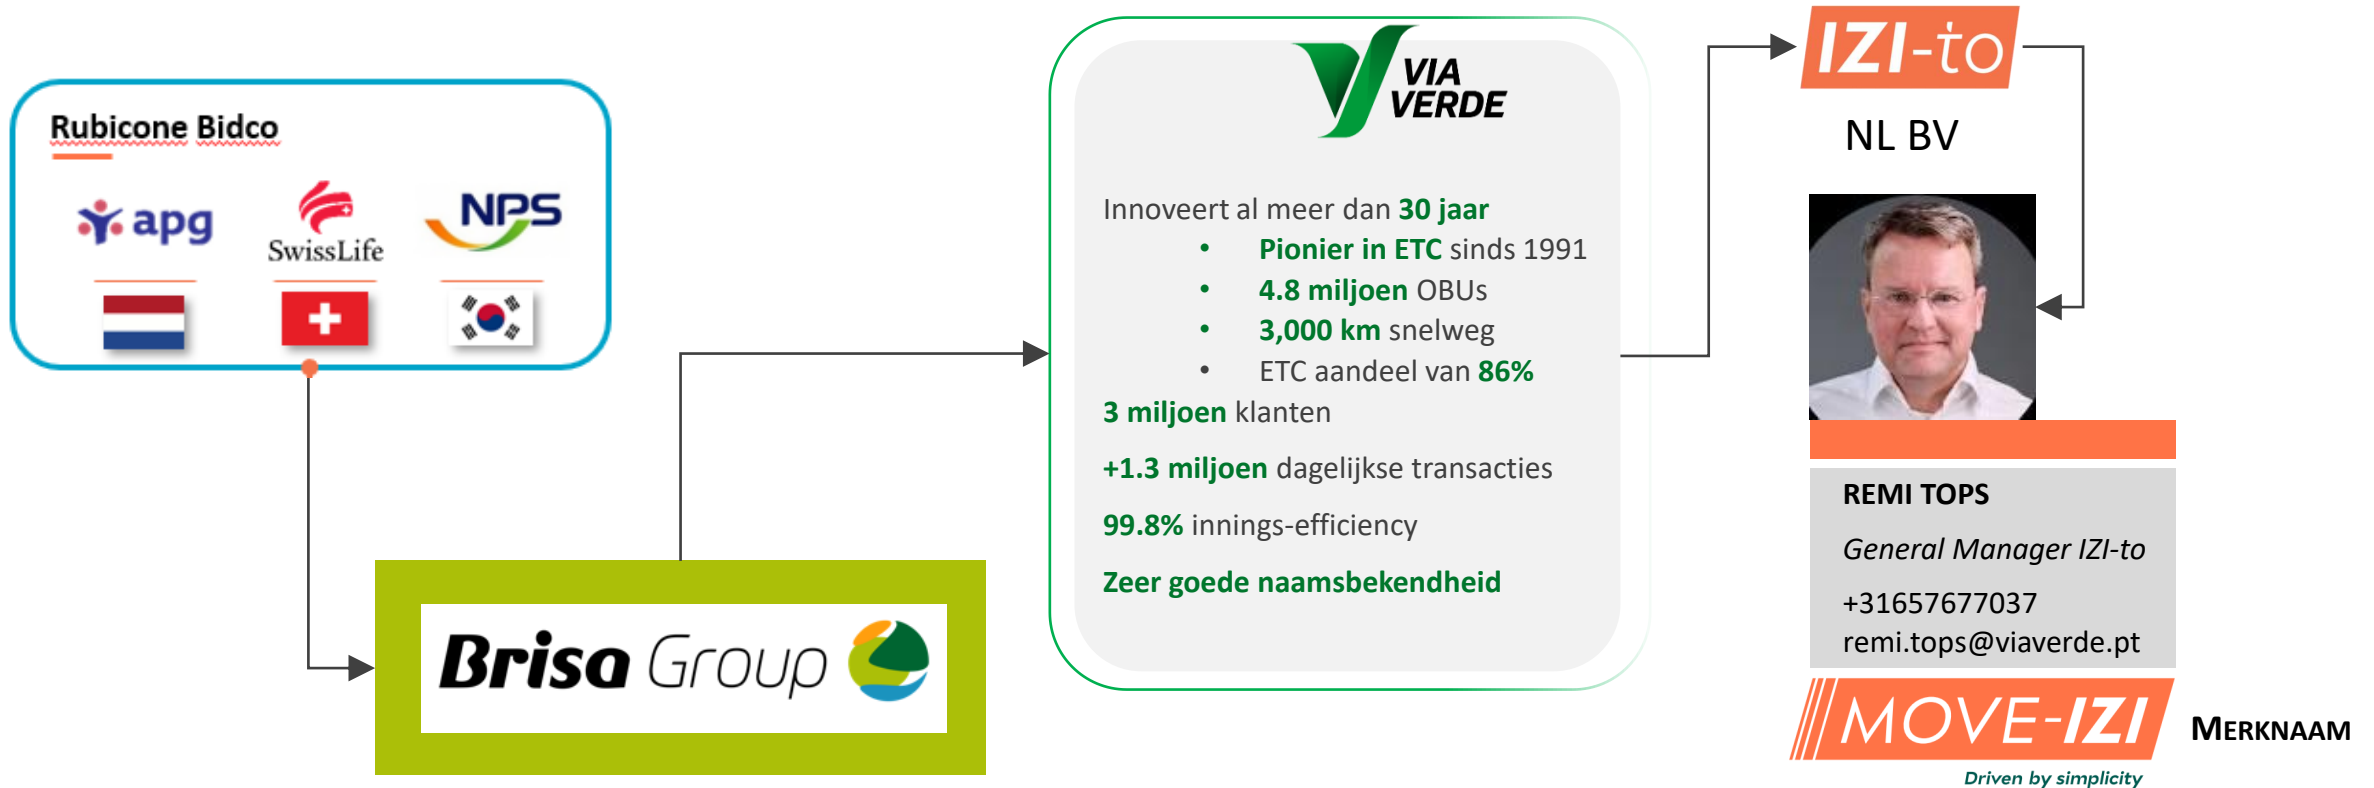 Rubicone Bidco
apg
SwissLife
NPS
Brisa Group
VIA
VERDE
Innoveert al meer dan 30 jaar
• Pionier in ETC sinds 1991
• 4.8 miljoen OBUs
• 3,000 km snelweg
• ETC aandeel van 86%
3 miljoen klanten
+1.3 miljoen dagelijkse transacties
99.8% innings-efficiency
Zeer goede naamsbekendheid
IZI-to
NL BV
REMI TOPS
General Manager IZI-to
+31657677037
remi.tops@viaverde.pt
MOVE-IZI
MERKNAAM
Driven by simplicity